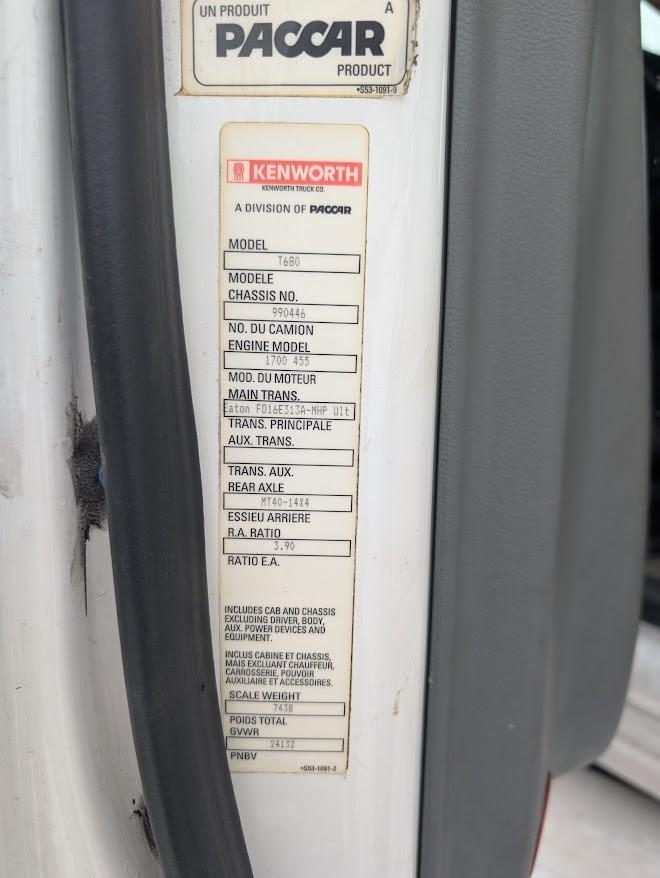 UN PRODUIT A
PACCAR
PRODUCT
•S53-1091-9
KENWORTH
KENWORTH TRUCK CO.
A DIVISION OF PACCAR
MODEL
T680
MODELE
CHASSIS NO.
990446
NO. DU CAMION
ENGINE MODEL
1700 455
MOD. DU MOTEUR
MAIN TRANS.
Eaton FO16E313A-MHP Ult
TRANS. PRINCIPALE
AUX. TRANS.
TRANS. AUX.
REAR AXLE
MT40-14X4
ESSIEU ARRIERE
R.A. RATIO
3.90
RATIO E.A.
INCLUDES CAB AND CHASSIS
EXCLUDING DRIVER, BODY,
AUX. POWER DEVICES AND
EQUIPMENT.
INCLUS CABINE ET CHASSIS,
MAIS EXCLUANT CHAUFFEUR,
CARROSSERIE, POUVOIR
AUXILIAIRE ET ACCESSOIRES.
SCALE WEIGHT
7438
POIDS TOTAL
GVWR
24132
PNBV
•S53-1091-2